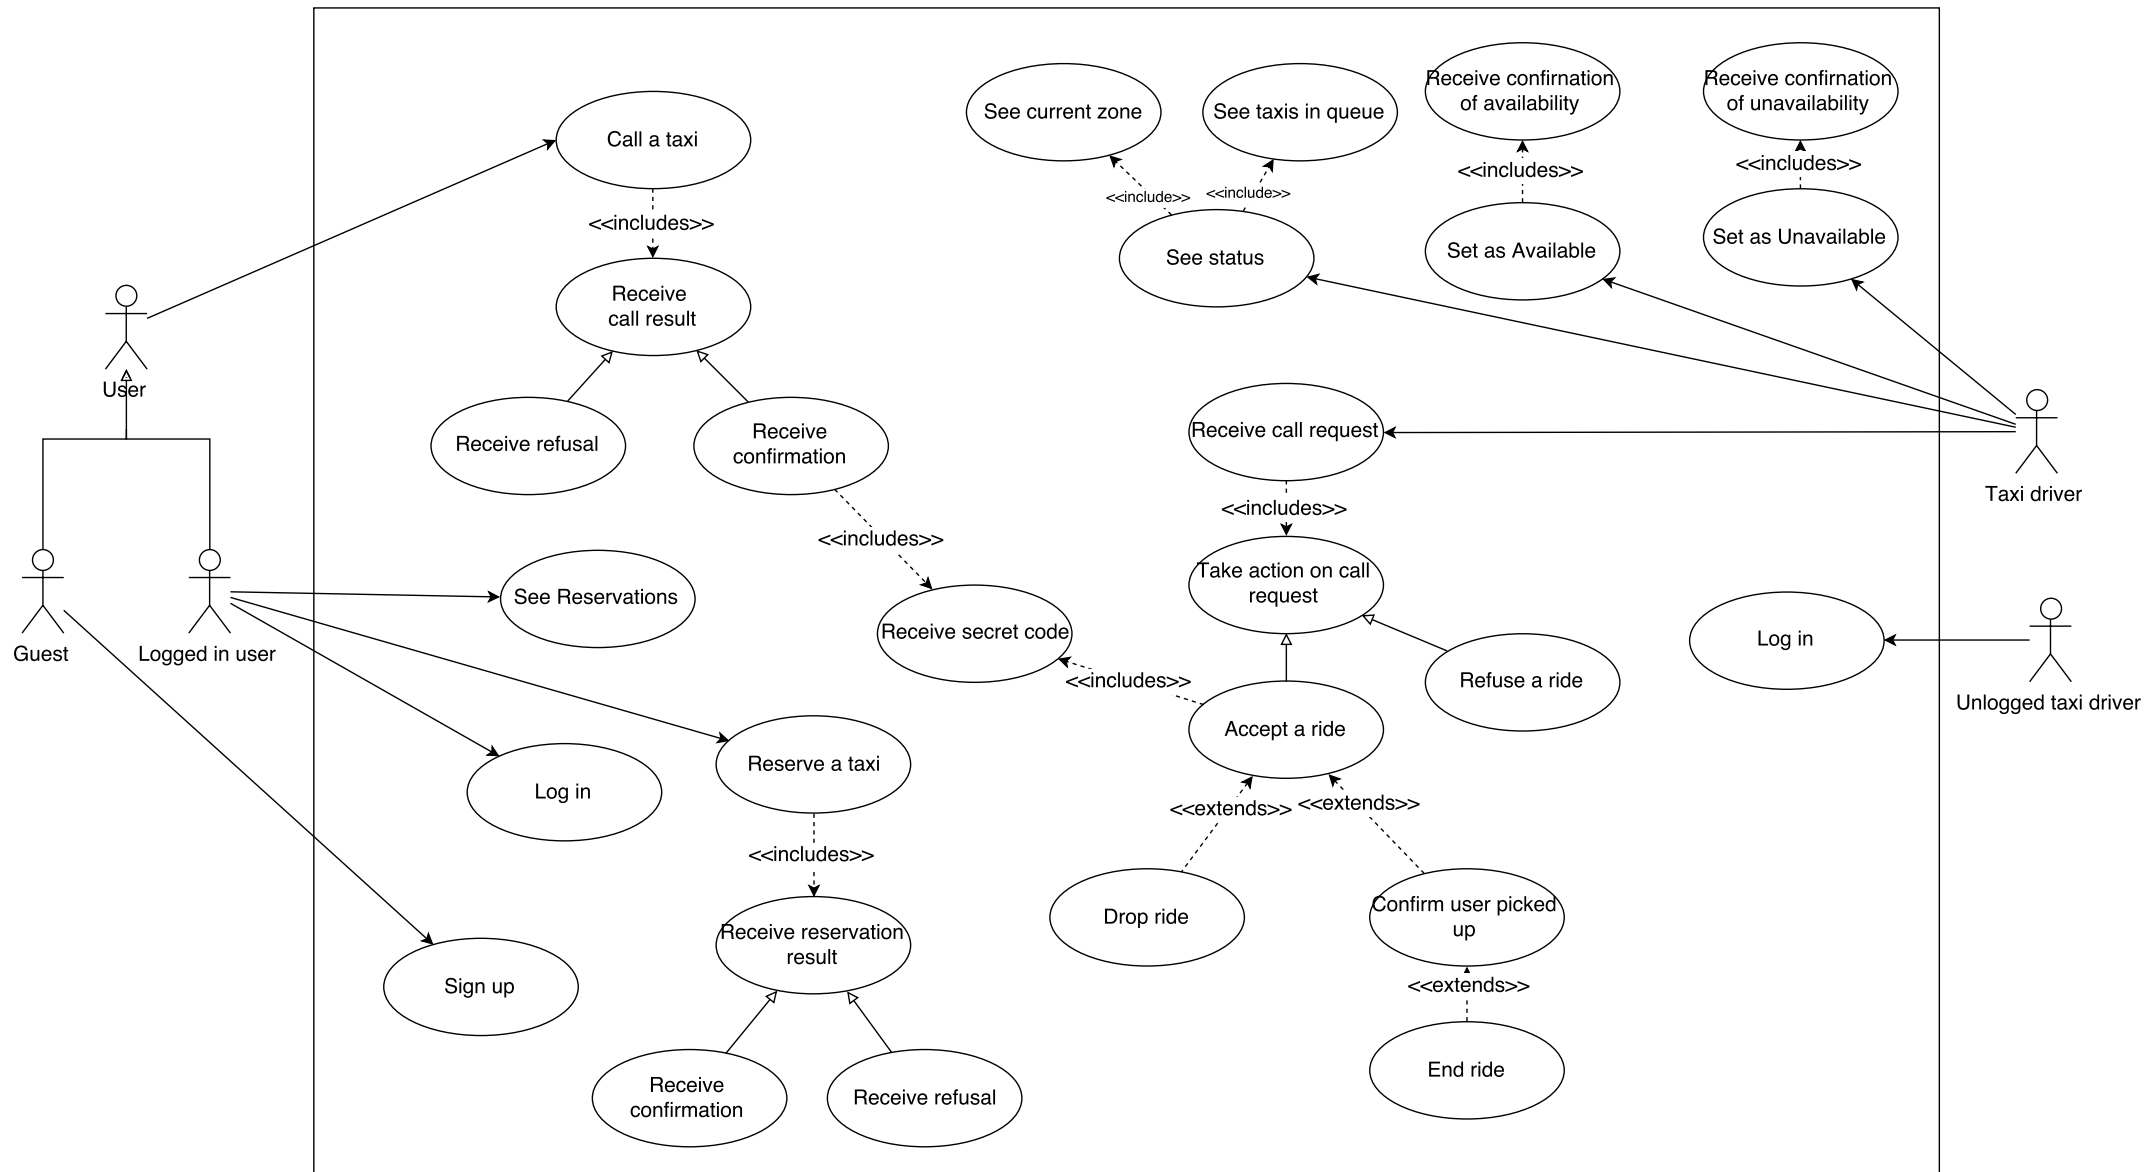 Receive confirnation
of availability
Receive confirnation
of unavailability
See current zone
See taxis in queue
Call a taxi
<<includes>>
<<includes>>
<<include>>
<<include>>
<<includes>>
Set as Available
Set as Unavailable
See status
Receive
call result
User
Receive refusal
Receive
confirmation
Receive call request
Taxi driver
<<includes>>
<<includes>>
Take action on call
request
See Reservations
Receive secret code
Log in
Guest
Logged in user
<<includes>>
Refuse a ride
Unlogged taxi driver
Accept a ride
Reserve a taxi
Log in
<<extends>>
<<extends>>
<<includes>>
Drop ride
Confirm user picked
up
Receive reservation
result
Sign up
<<extends>>
End ride
Receive
confirmation
Receive refusal